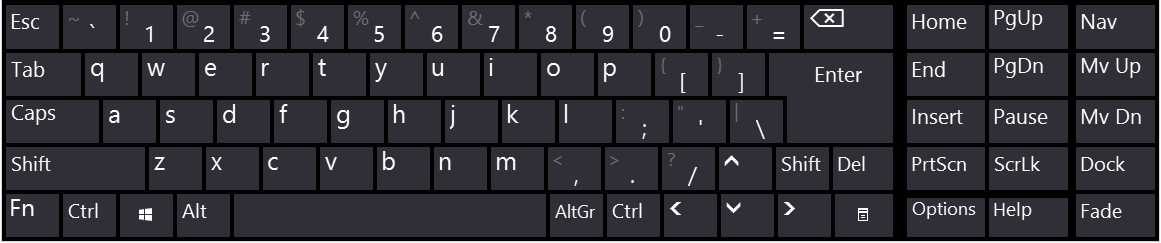 Esc ~ ` ! 1 @ 2 # 3 $ 4 % 5 ^ 6 & 7 * 8 ( 9 ) 0 _ - + = Home PgUp Nav
Tab q w e r t y u i o p { [ } ] Enter End PgDn Mv Up
Caps a s d f g h j k l : ; " ' | \ Insert Pause Mv Dn
Shift z x c v b n m < , > . ? / Shift Del PrtScn ScrLk Dock
Fn Ctrl Alt AltGr Ctrl Options Help Fade